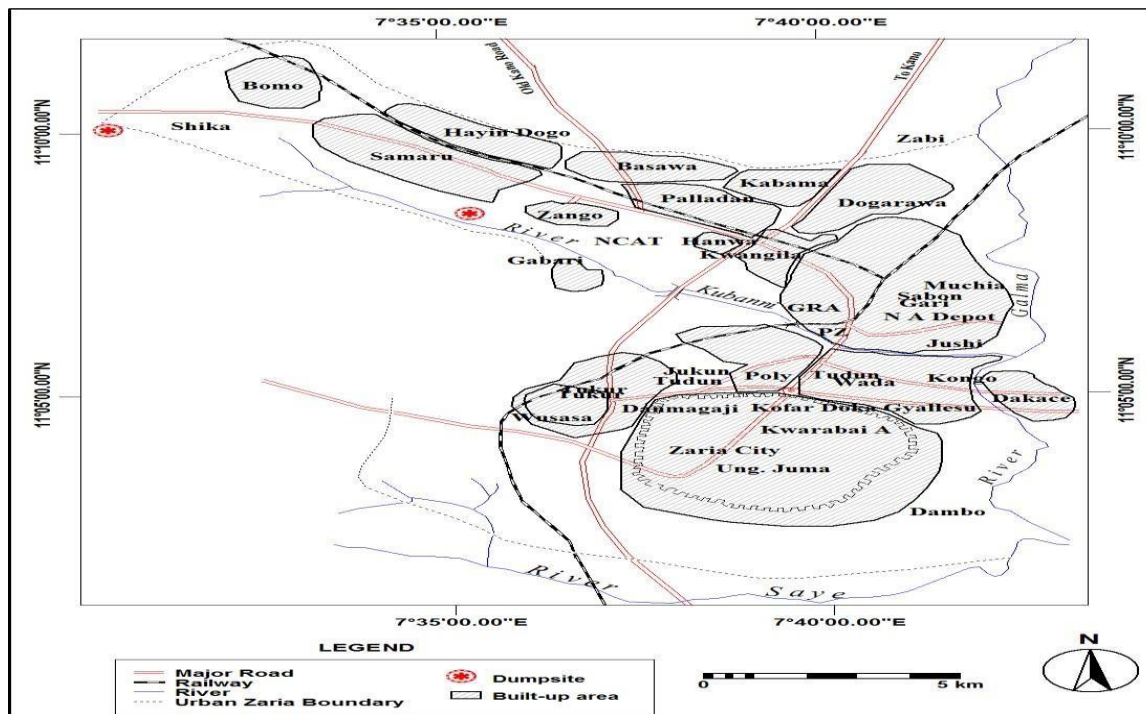 7°35'00.00"E
7°40'00.00"E
11°10'00.00"N
11°10'00.00"N
11°05'00.00"N
11°05'00.00"N
Old Kano Road
To Kano
Bomo
Shika
Hayin Dogo
Samaru
Zabi
Basawa
Kabama
Palladan
Dogarawa
Zango
River
NCAT
Hanwa
Kwangila
Gabari
Kubanni
Muchia
Sabon
Gari
Galma
GRA
N A Depot
PZ
Jushi
Jukun
Tudun
Poly
Tudun
Wada
Kongo
Tukur
Tukur
Dakace
Wusasa
Danmagaji
Kofar Doka
Gyallesu
Kwarabai A
Zaria City
Ung. Juma
River
Dambo
River
Saye
7°35'00.00"E
7°40'00.00"E
LEGEND
Major Road
Railway
River
Urban Zaria Boundary
Dumpsite
Built-up area
0
5 km
N